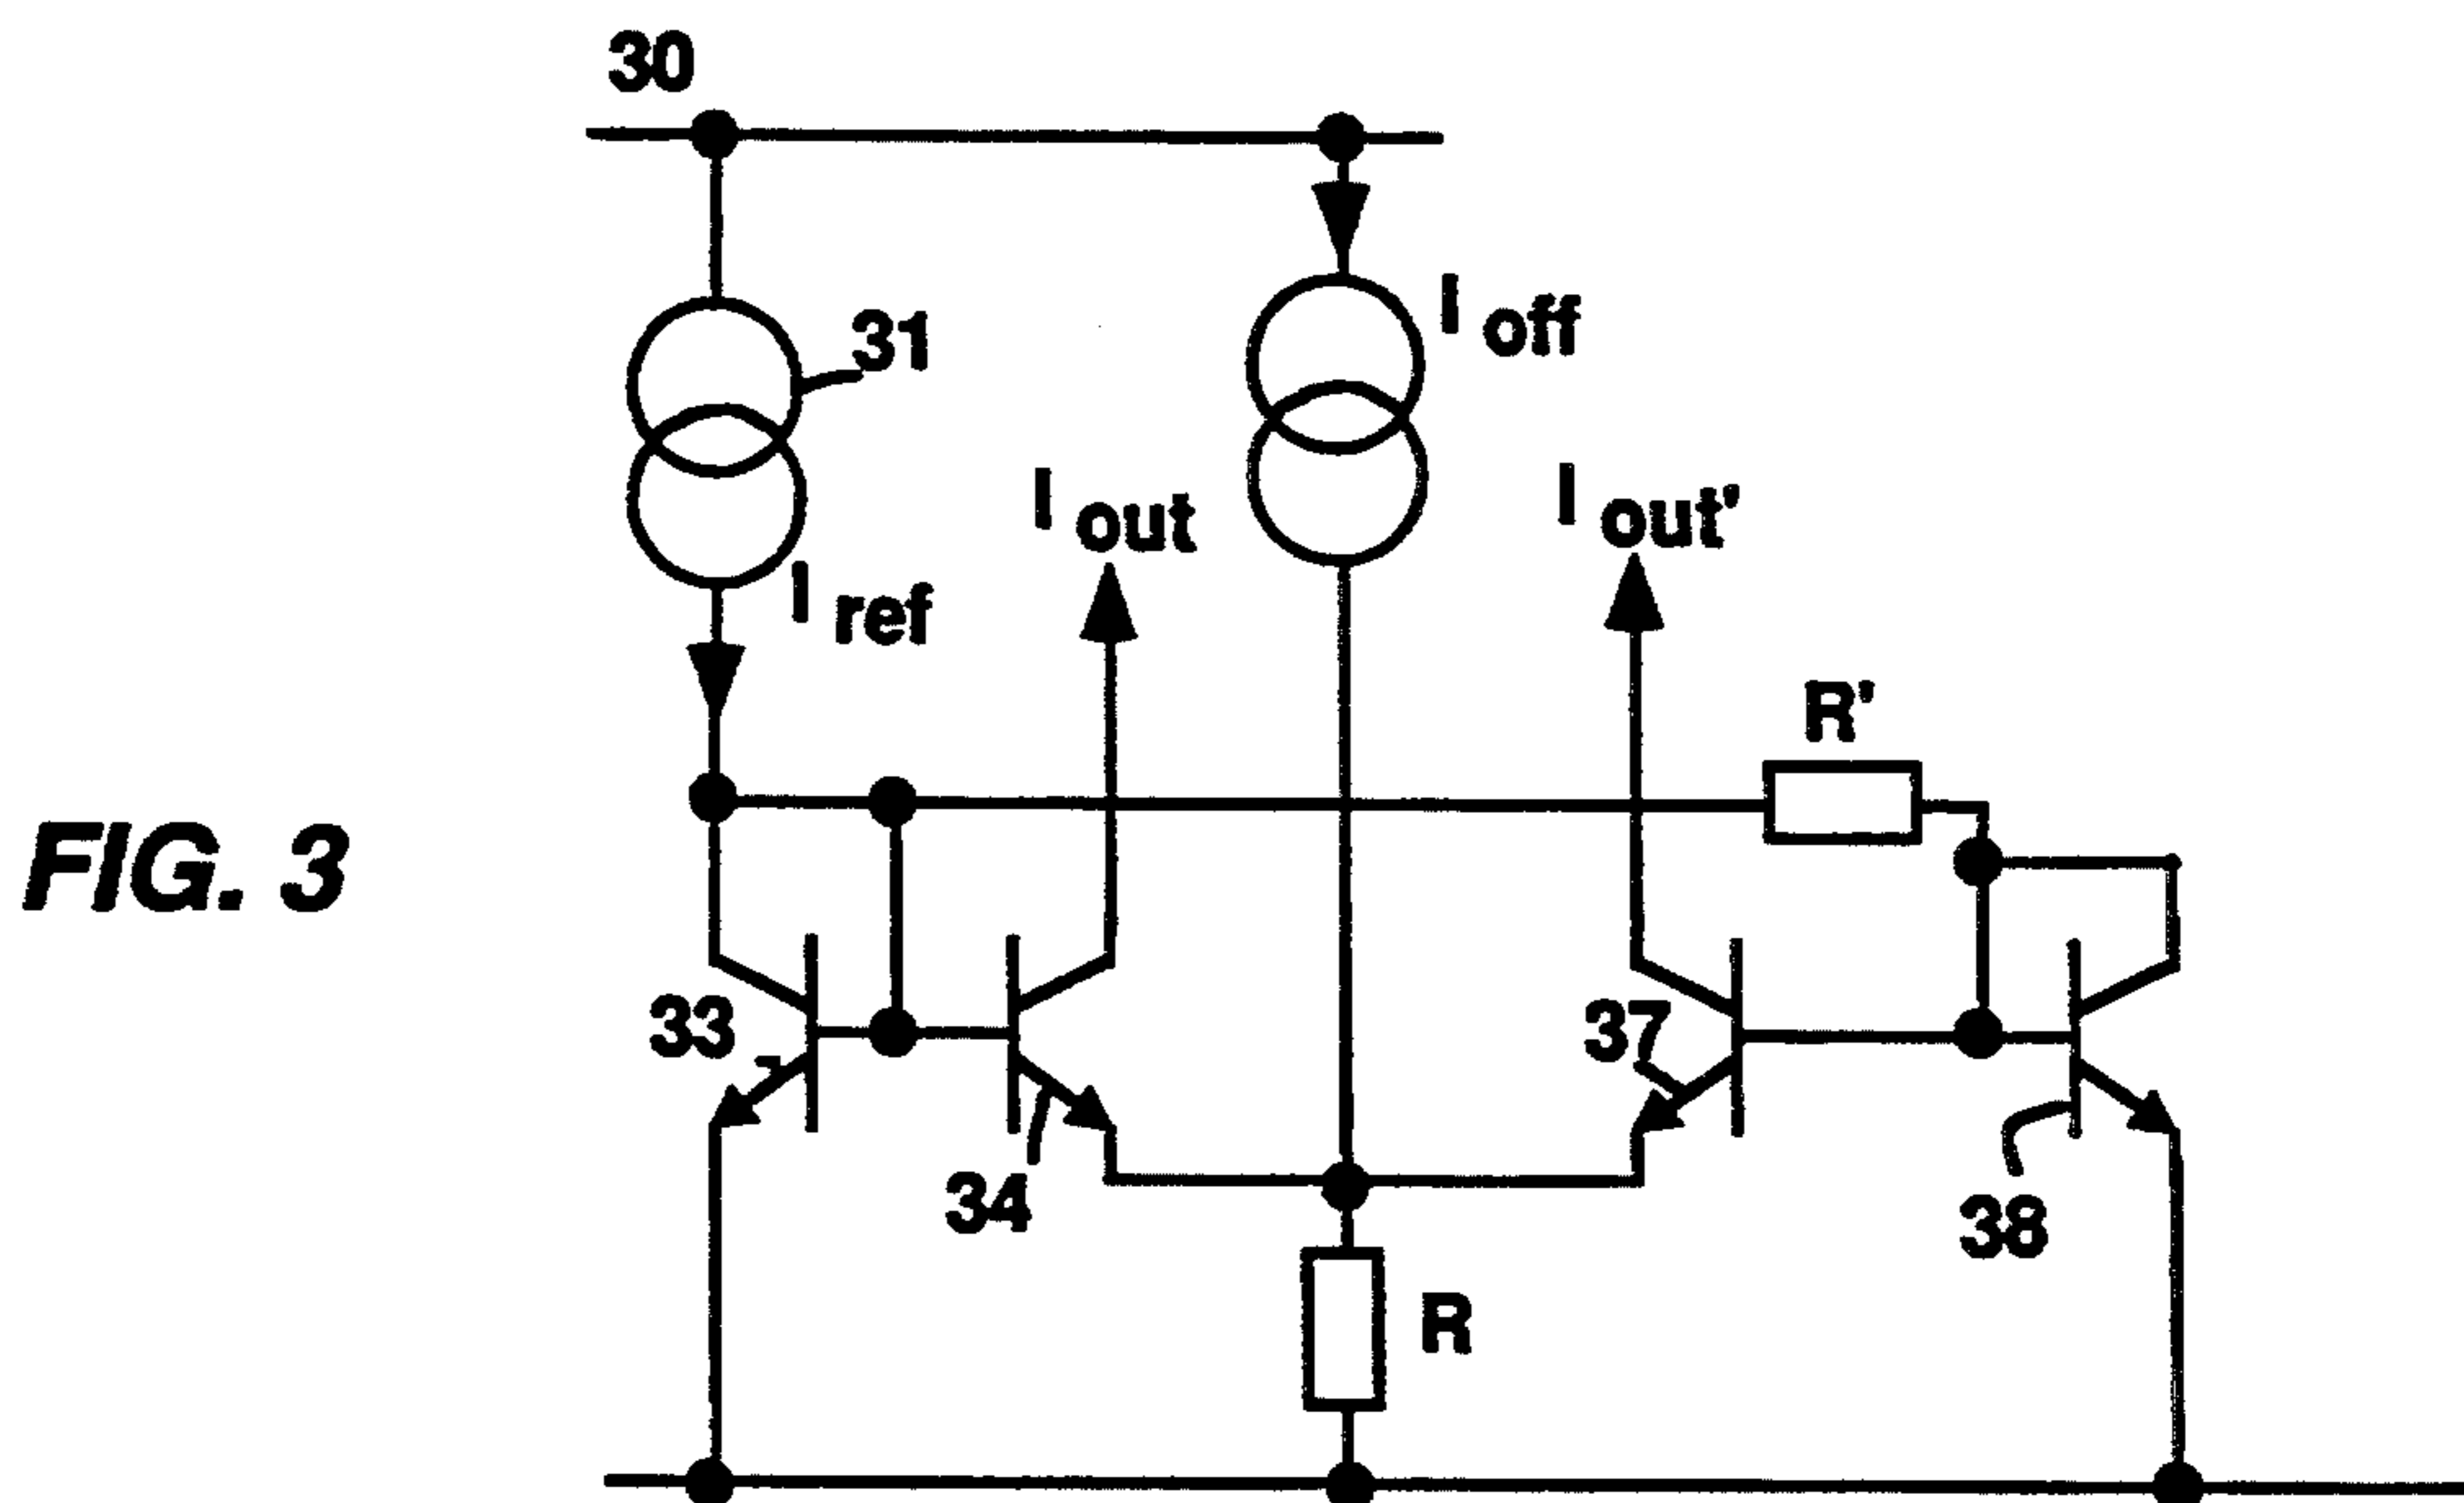 30
31
I off
I out
I out'
I ref
R'
FIG. 3
33
37
34
38
R